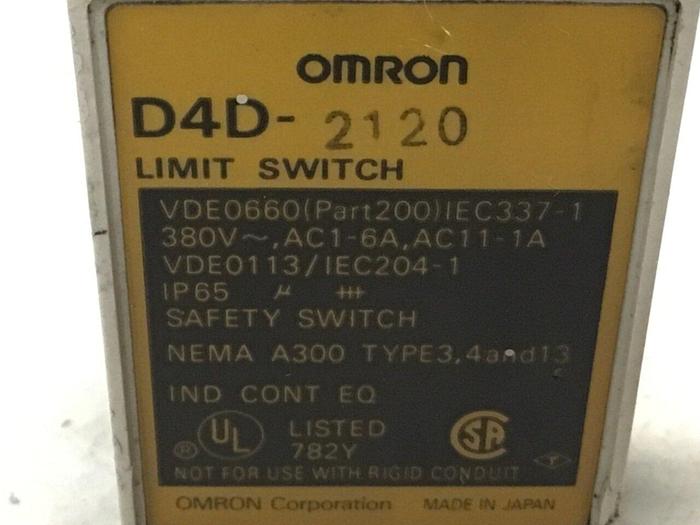 OMRON
D4D-2120
LIMIT SWITCH
VDE0660(Part200)IEC337-1
380V~,AC1-6A,AC11-1A
VDE0113/IEC204-1
IP65 µ
SAFETY SWITCH
NEMA A300 TYPE3,4and13
IND CONT EQ
® UL LISTED
782Y
SA
NOT FOR USE WITH RIGID CONDUIT
OMRON Corporation MADE IN JAPAN